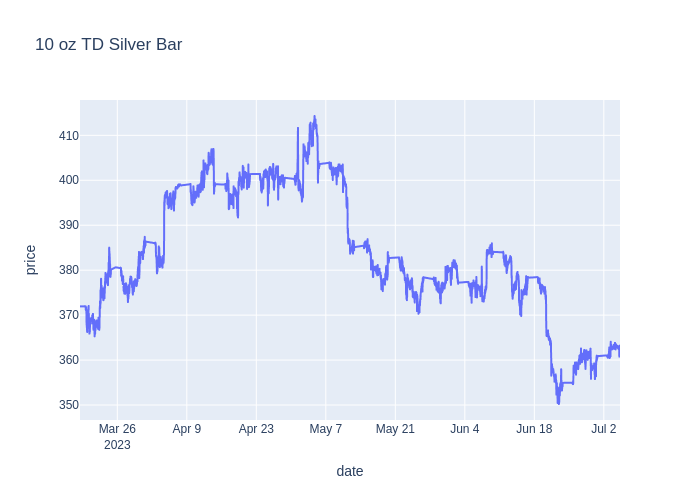 10 oz TD Silver Bar
price
410
400
390
380
370
360
350
Mar 26
2023
Apr 9
Apr 23
May 7
May 21
Jun 4
Jun 18
Jul 2
date